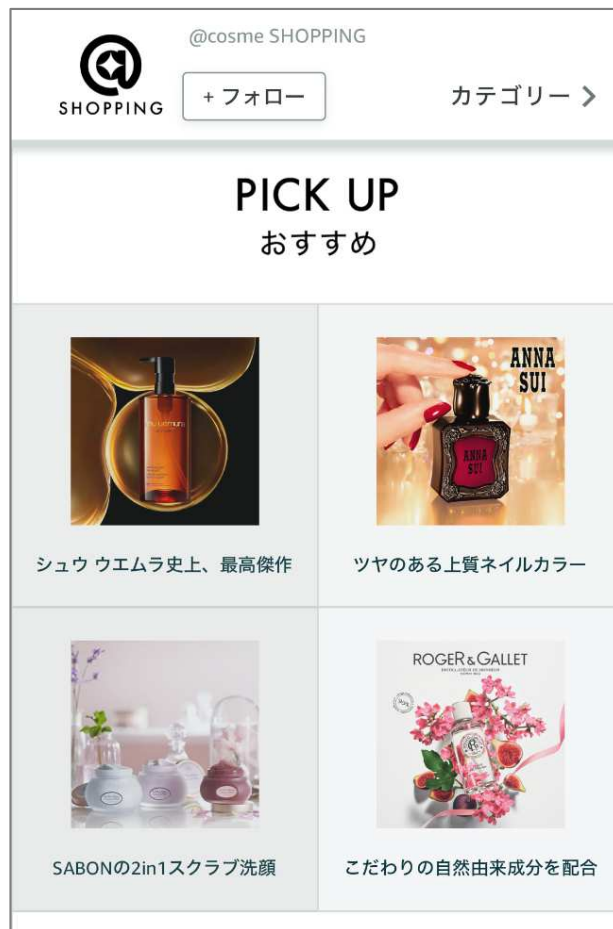 @cosme SHOPPING
@
SHOPPING
+ フォロー
カテゴリー >
PICK UP
おすすめ
shu uemura
ANNA
SUI
ANNA
SUI
シュウ ウエムラ史上、最高傑作
ツヤのある上質ネイルカラー
ROGER & GALLET
SABONの2in1スクラブ洗顔
こだわりの自然由来成分を配合